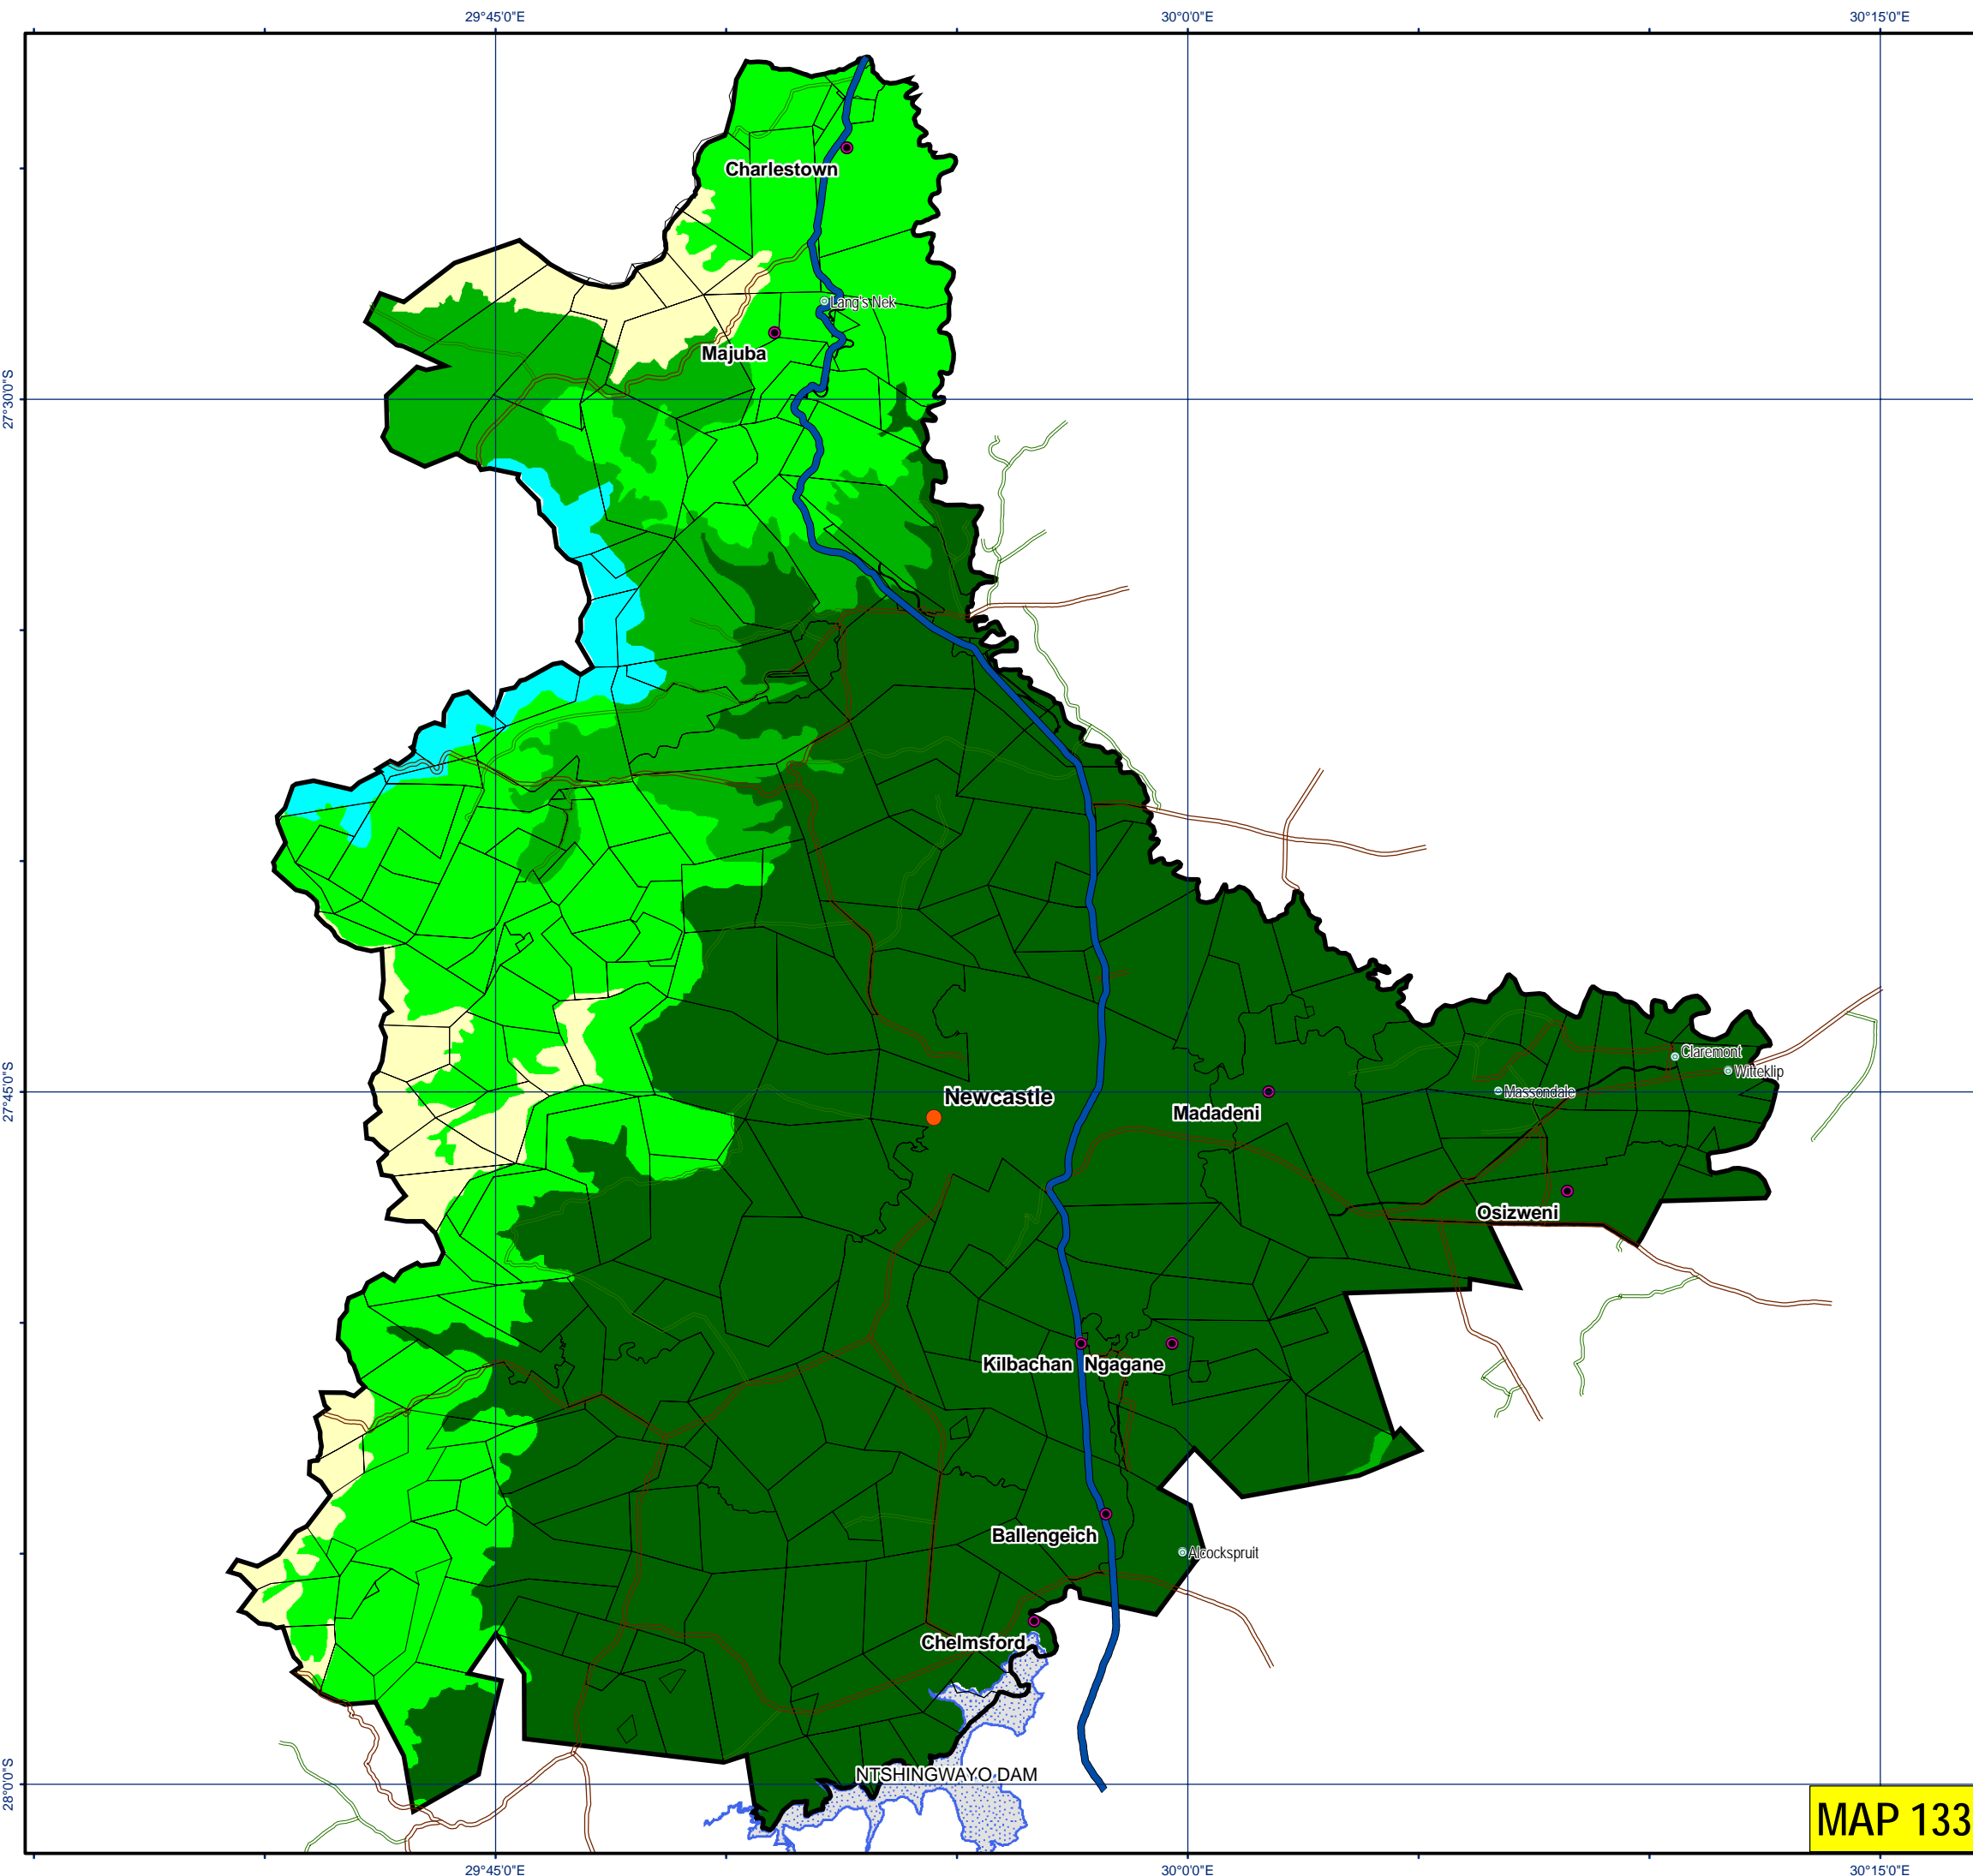 29°45'0"E
30°0'0"E
30°15'0"E
Charlestown
Lang's Nek
Majuba
27°30'0"S
Claremont
Witteklip
27°45'0"S
Massondale
Newcastle
Madadeni
Osizweni
Kilbachan
Ngagane
Ballengeich
Alcockspruit
Chelmsford
NTSHINGWAYO DAM
28°0'0"S
MAP 133
29°45'0"E
30°0'0"E
30°15'0"E